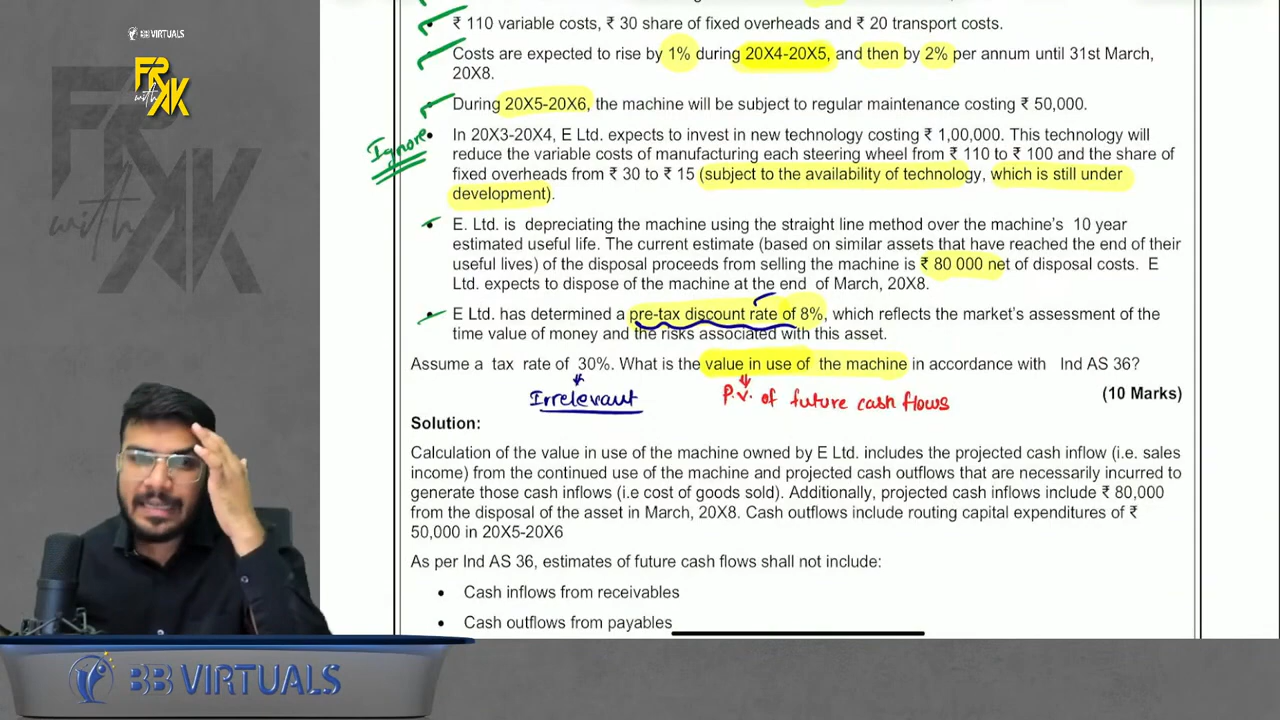 BB VIRTUALS
FR
with
AK
₹ 110 variable costs, ₹ 30 share of fixed overheads and ₹ 20 transport costs.
Costs are expected to rise by 1% during 20X4-20X5, and then by 2% per annum until 31st March,
20X8.
During 20X5-20X6, the machine will be subject to regular maintenance costing ₹ 50,000.
Ignore
In 20X3-20X4, E Ltd. expects to invest in new technology costing ₹ 1,00,000. This technology will
reduce the variable costs of manufacturing each steering wheel from ₹ 110 to ₹ 100 and the share of
fixed overheads from ₹ 30 to ₹ 15 (subject to the availability of technology, which is still under
development).
E. Ltd. is depreciating the machine using the straight line method over the machine's 10 year
estimated useful life. The current estimate (based on similar assets that have reached the end of their
useful lives) of the disposal proceeds from selling the machine is ₹ 80 000 net of disposal costs. E
Ltd. expects to dispose of the machine at the end of March, 20X8.
E Ltd. has determined a pre-tax discount rate of 8%, which reflects the market's assessment of the
time value of money and the risks associated with this asset.
Assume a tax rate of 30%. What is the value in use of the machine in accordance with Ind AS 36?
Irrelevant
P.V. of future cash flows
(10 Marks)
Solution:
Calculation of the value in use of the machine owned by E Ltd. includes the projected cash inflow (i.e. sales
income) from the continued use of the machine and projected cash outflows that are necessarily incurred to
generate those cash inflows (i.e cost of goods sold). Additionally, projected cash inflows include ₹ 80,000
from the disposal of the asset in March, 20X8. Cash outflows include routing capital expenditures of ₹
50,000 in 20X5-20X6
As per Ind AS 36, estimates of future cash flows shall not include:
Cash inflows from receivables
Cash outflows from payables
BB VIRTUALS